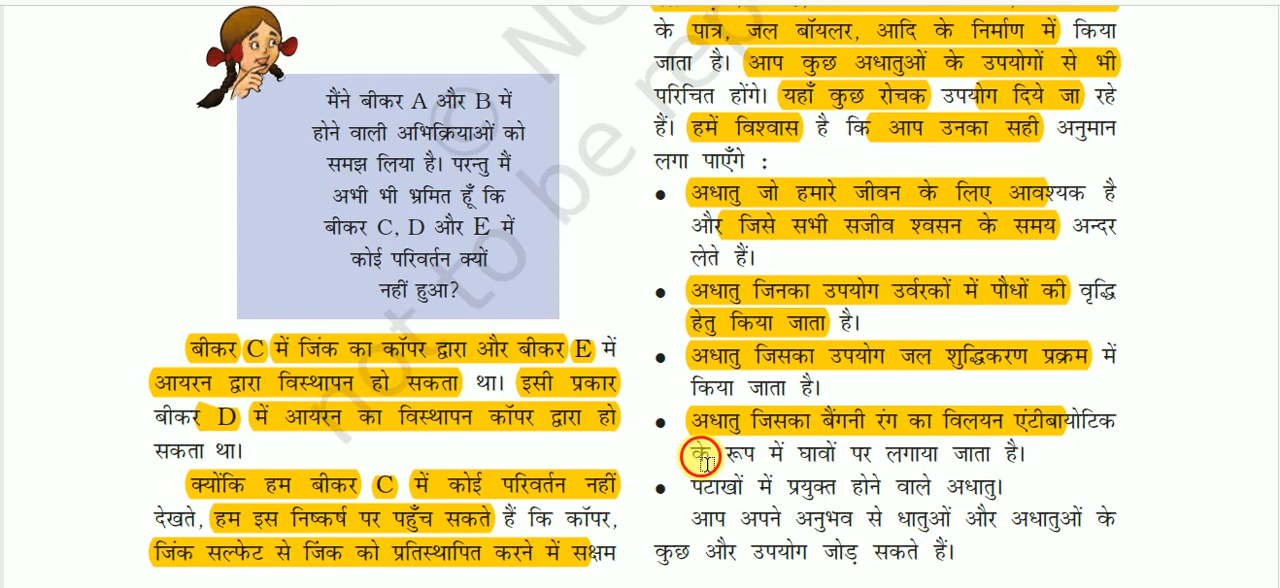 मैंने बीकर A और B में
होने वाली अभिक्रियाओं को
समझ लिया है। परन्तु मैं
अभी भी भ्रमित हूँ कि
बीकर C, D और E में
कोई परिवर्तन क्यों
नहीं हुआ?
बीकर C में जिंक का कॉपर द्वारा और बीकर E में
आयरन द्वारा विस्थापन हो सकता था। इसी प्रकार
बीकर D में आयरन का विस्थापन कॉपर द्वारा हो
सकता था।
क्योंकि हम बीकर C में कोई परिवर्तन नहीं
देखते, हम इस निष्कर्ष पर पहुँच सकते हैं कि कॉपर,
जिंक सल्फेट से जिंक को प्रतिस्थापित करने में सक्षम
के पात्र, जल बॉयलर, आदि के निर्माण में किया
जाता है। आप कुछ अधातुओं के उपयोगों से भी
परिचित होंगे। यहाँ कुछ रोचक उपयोग दिये जा रहे
हैं। हमें विश्वास है कि आप उनका सही अनुमान
लगा पाएँगे :
• अधातु जो हमारे जीवन के लिए आवश्यक है
और जिसे सभी सजीव श्वसन के समय अन्दर
लेते हैं।
• अधातु जिनका उपयोग उर्वरकों में पौधों की वृद्धि
हेतु किया जाता है।
• अधातु जिसका उपयोग जल शुद्धिकरण प्रक्रम में
किया जाता है।
• अधातु जिसका बैंगनी रंग का विलयन एंटीबायोटिक
के रूप में घावों पर लगाया जाता है।
• पटाखों में प्रयुक्त होने वाले अधातु।
आप अपने अनुभव से धातुओं और अधातुओं के
कुछ और उपयोग जोड़ सकते हैं।
© No
not to be rep